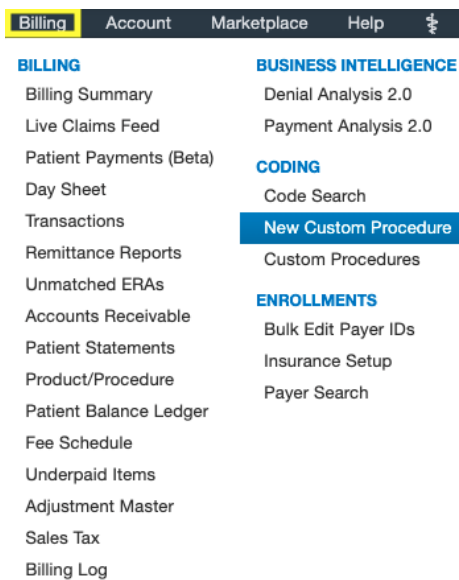 Billing Account Marketplace Help
BILLING
Billing Summary
Live Claims Feed
Patient Payments (Beta)
Day Sheet
Transactions
Remittance Reports
Unmatched ERAs
Accounts Receivable
Patient Statements
Product/Procedure
Patient Balance Ledger
Fee Schedule
Underpaid Items
Adjustment Master
Sales Tax
Billing Log
BUSINESS INTELLIGENCE
Denial Analysis 2.0
Payment Analysis 2.0
CODING
Code Search
New Custom Procedure
Custom Procedures
ENROLLMENTS
Bulk Edit Payer IDs
Insurance Setup
Payer Search